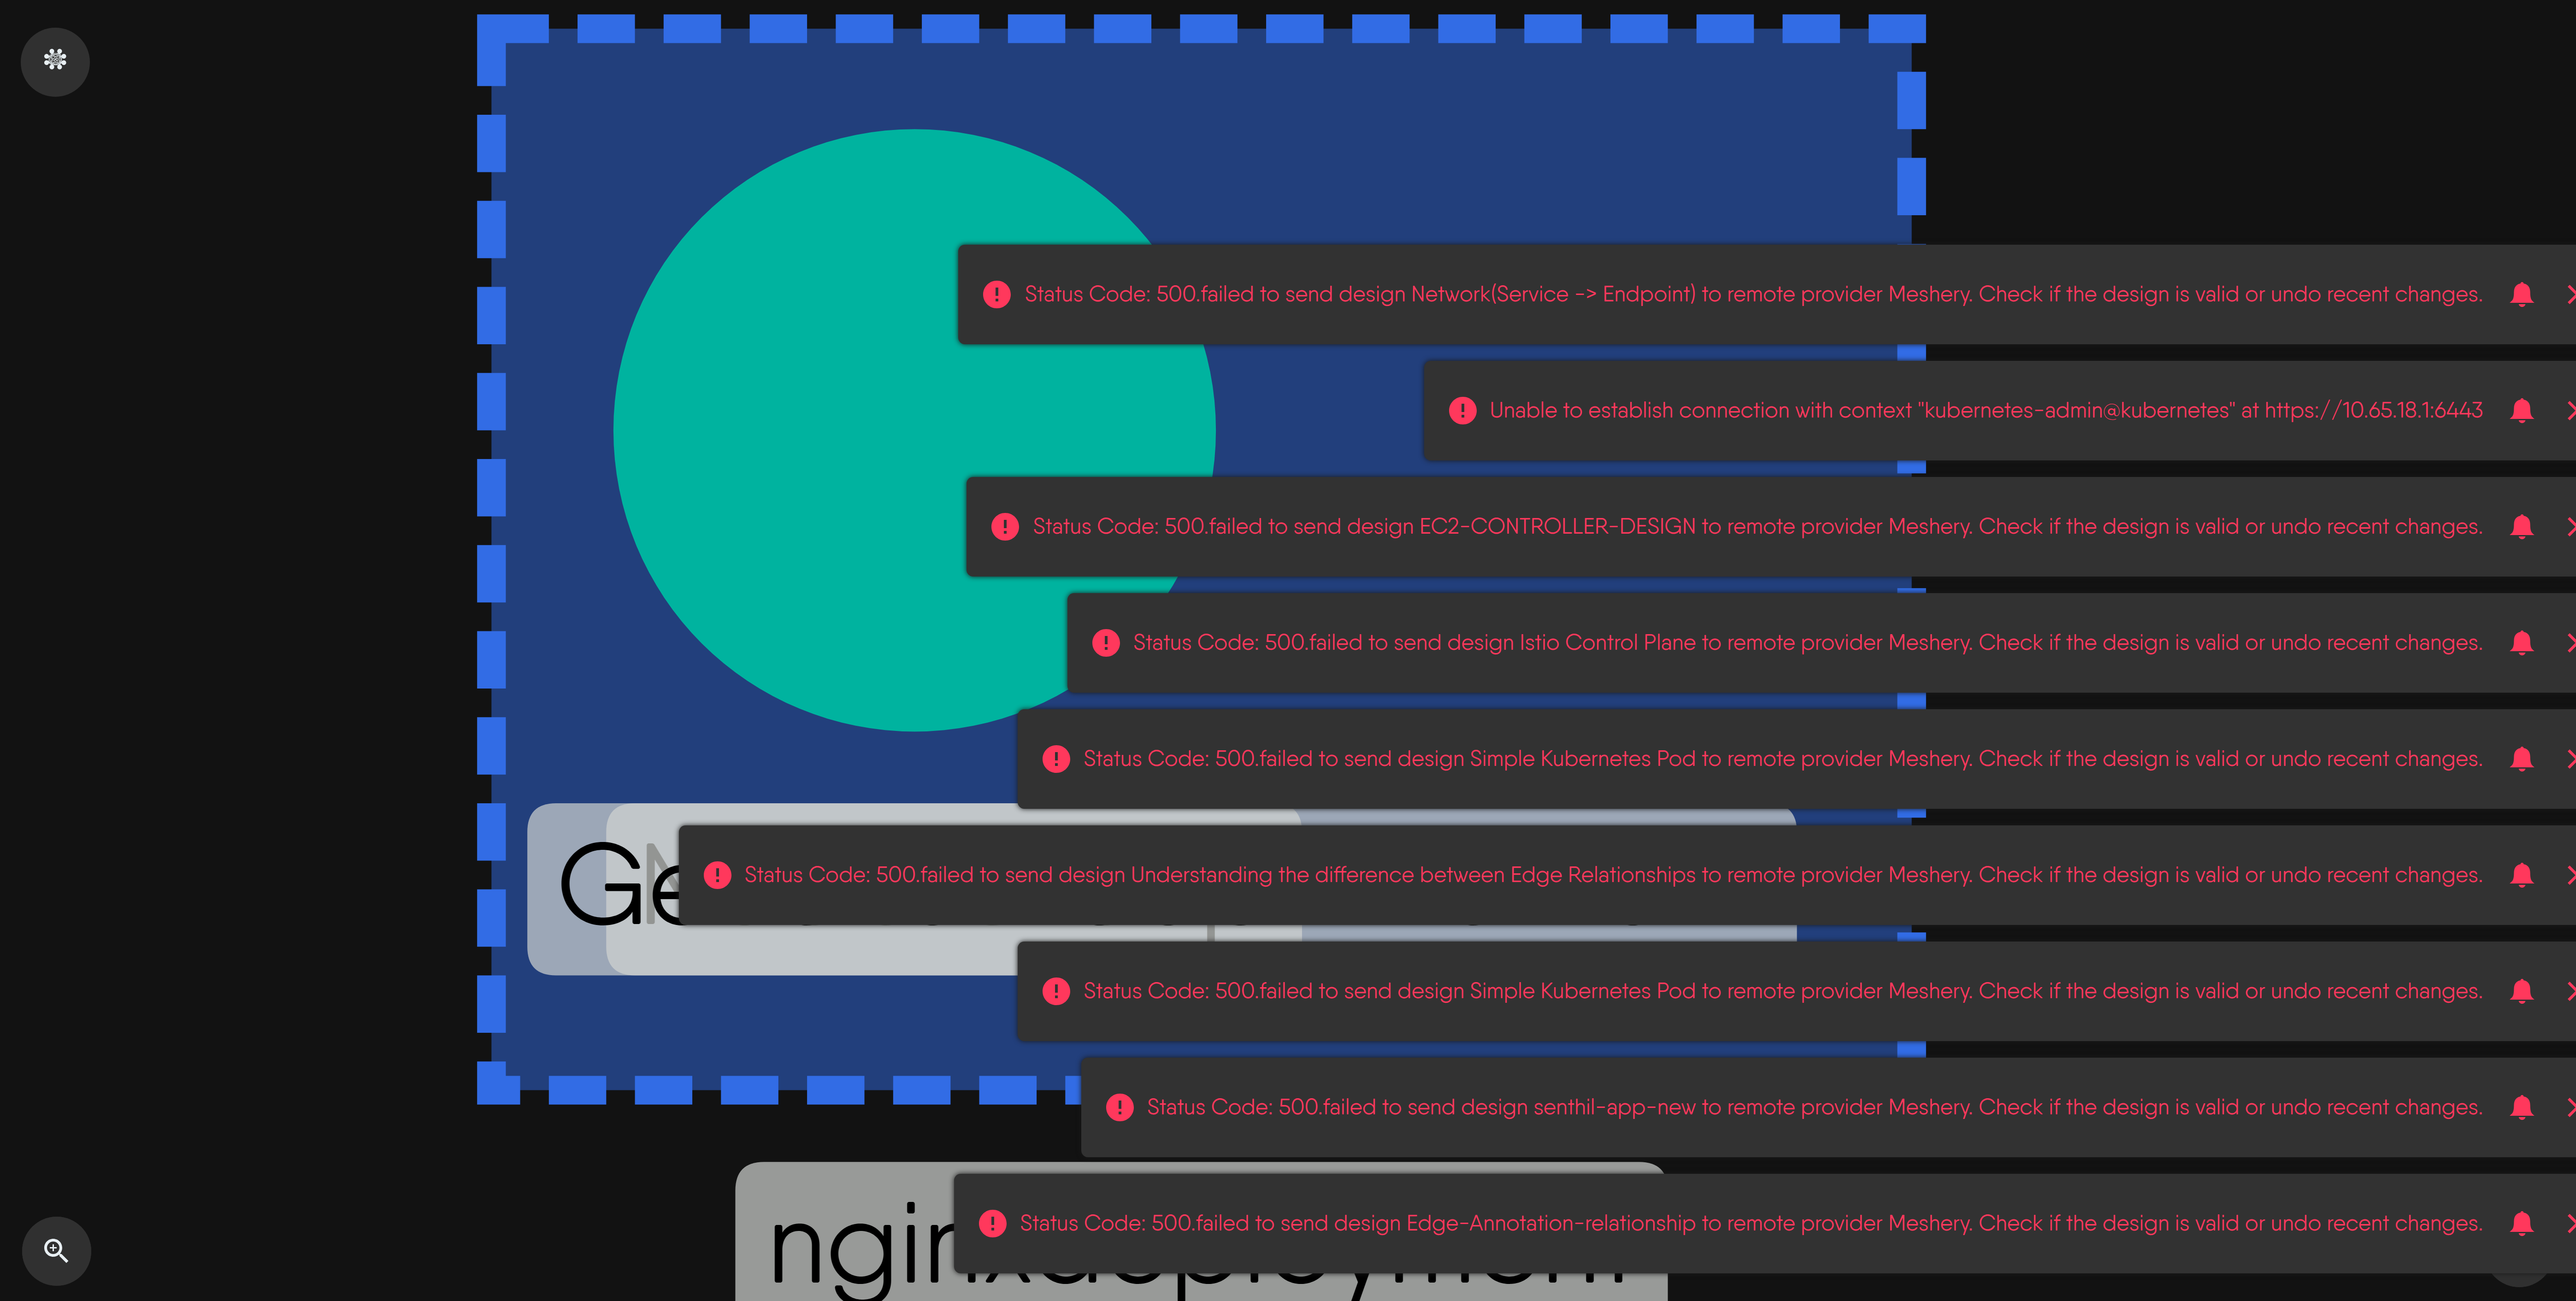 Status Code: 500.failed to send design Network(Service -> Endpoint) to remote provider Meshery. Check if the design is valid or undo recent changes.
Unable to establish connection with context "kubernetes-admin@kubernetes" at https://10.65.18.1:6443
Status Code: 500.failed to send design EC2-CONTROLLER-DESIGN to remote provider Meshery. Check if the design is valid or undo recent changes.
Status Code: 500.failed to send design Istio Control Plane to remote provider Meshery. Check if the design is valid or undo recent changes.
Status Code: 500.failed to send design Simple Kubernetes Pod to remote provider Meshery. Check if the design is valid or undo recent changes.
Status Code: 500.failed to send design Understanding the difference between Edge Relationships to remote provider Meshery. Check if the design is valid or undo recent changes.
Status Code: 500.failed to send design Simple Kubernetes Pod to remote provider Meshery. Check if the design is valid or undo recent changes.
Status Code: 500.failed to send design senthil-app-new to remote provider Meshery. Check if the design is valid or undo recent changes.
Status Code: 500.failed to send design Edge-Annotation-relationship to remote provider Meshery. Check if the design is valid or undo recent changes.